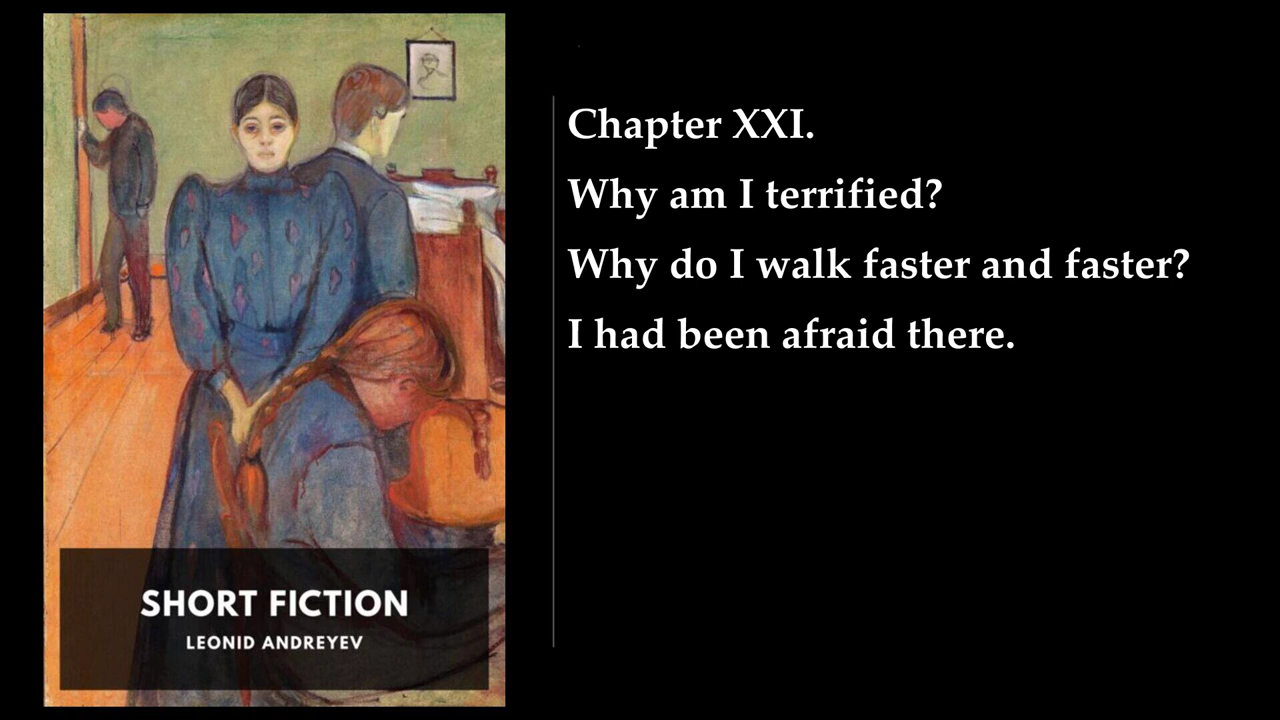 Chapter XXI.
Why am I terrified?
Why do I walk faster and faster?
I had been afraid there.
SHORT FICTION
LEONID ANDREYEV